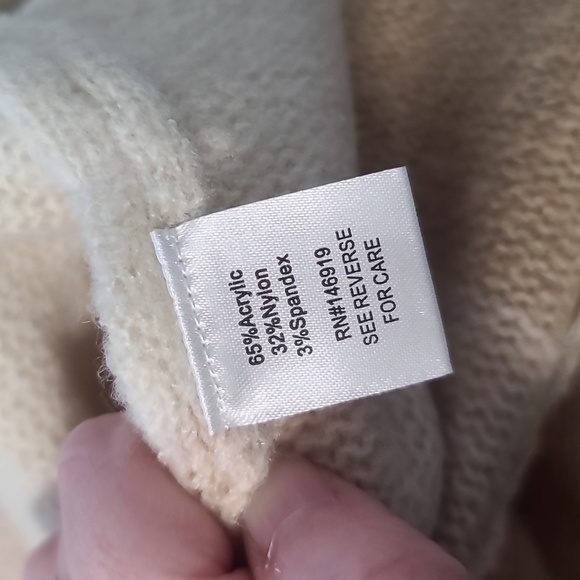 65%Acrylic
32%Nylon
3%Spandex
RN#146919
SEE REVERSE
FOR CARE